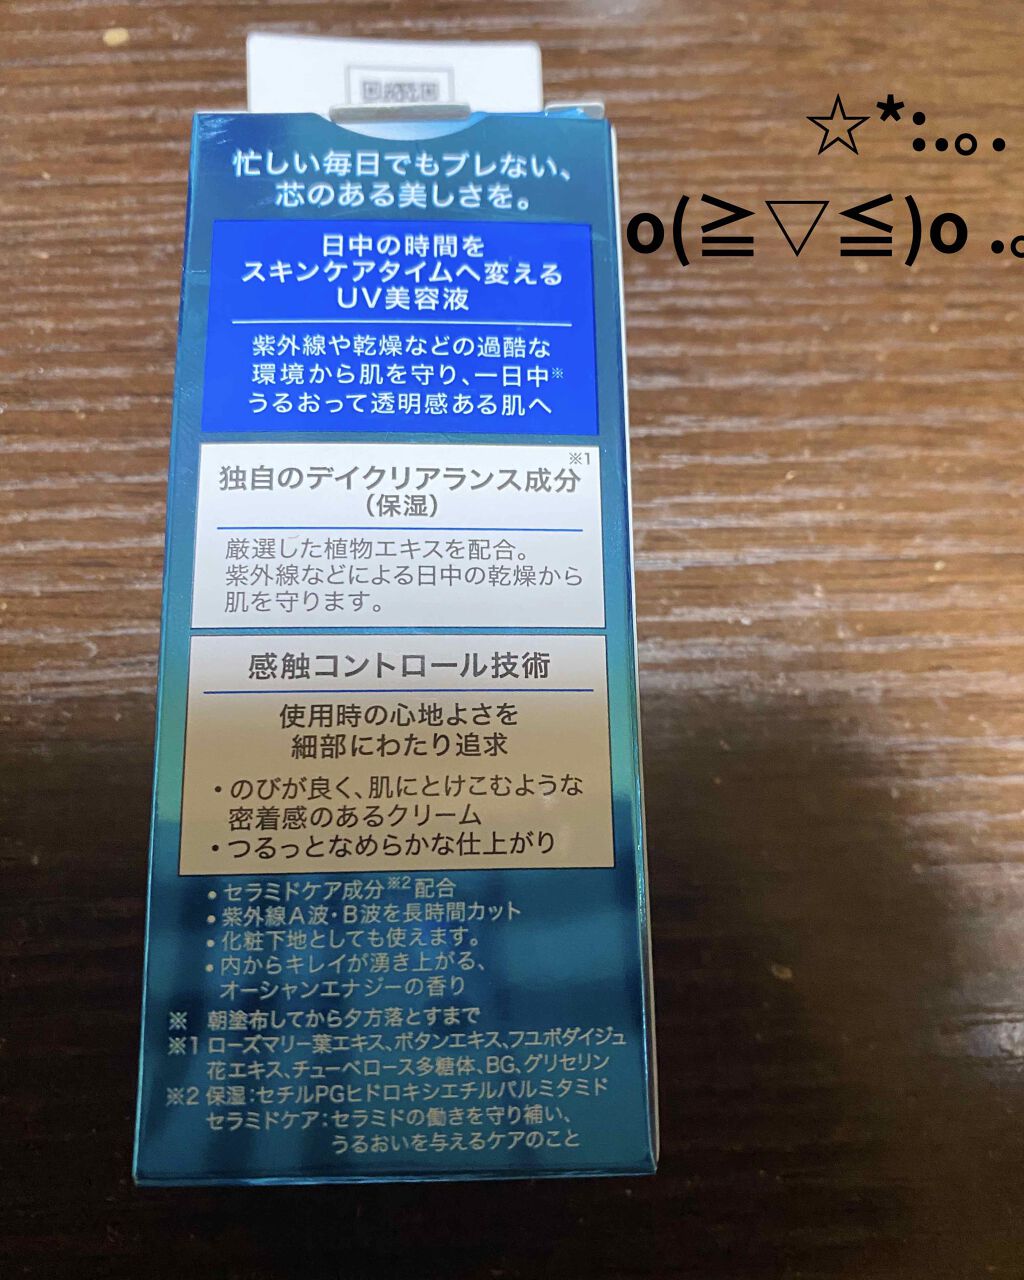 忙しい毎日でもブレない、
芯のある美しさを。
☆*:.｡.
o(≧▽≦)o .｡
日中の時間を
スキンケアタイムへ変える
UV美容液
紫外線や乾燥などの過酷な
環境から肌を守り、一日中※
うるおって透明感ある肌へ
独自のデイクリアランス成分※1
（保湿）
厳選した植物エキスを配合。
紫外線などによる日中の乾燥から
肌を守ります。
感触コントロール技術
使用時の心地よさを
細部にわたり追求
・のびが良く、肌にとけこむような
密着感のあるクリーム
・つるっとなめらかな仕上がり
•セラミドケア成分※2配合
•紫外線A波・B波を長時間カット
•化粧下地としても使えます。
•内からキレイが湧き上がる、
オーシャンエナジーの香り
※ 朝塗布してから夕方落とすまで
※1 ローズマリー葉エキス、ボタンエキス、フユボダイジュ
花エキス、チューベロース多糖体、BG、グリセリン
※2 保湿：セチルPGヒドロキシエチルパルミタミド
セラミドケア：セラミドの働きを守り補い、
うるおいを与えるケアのこと